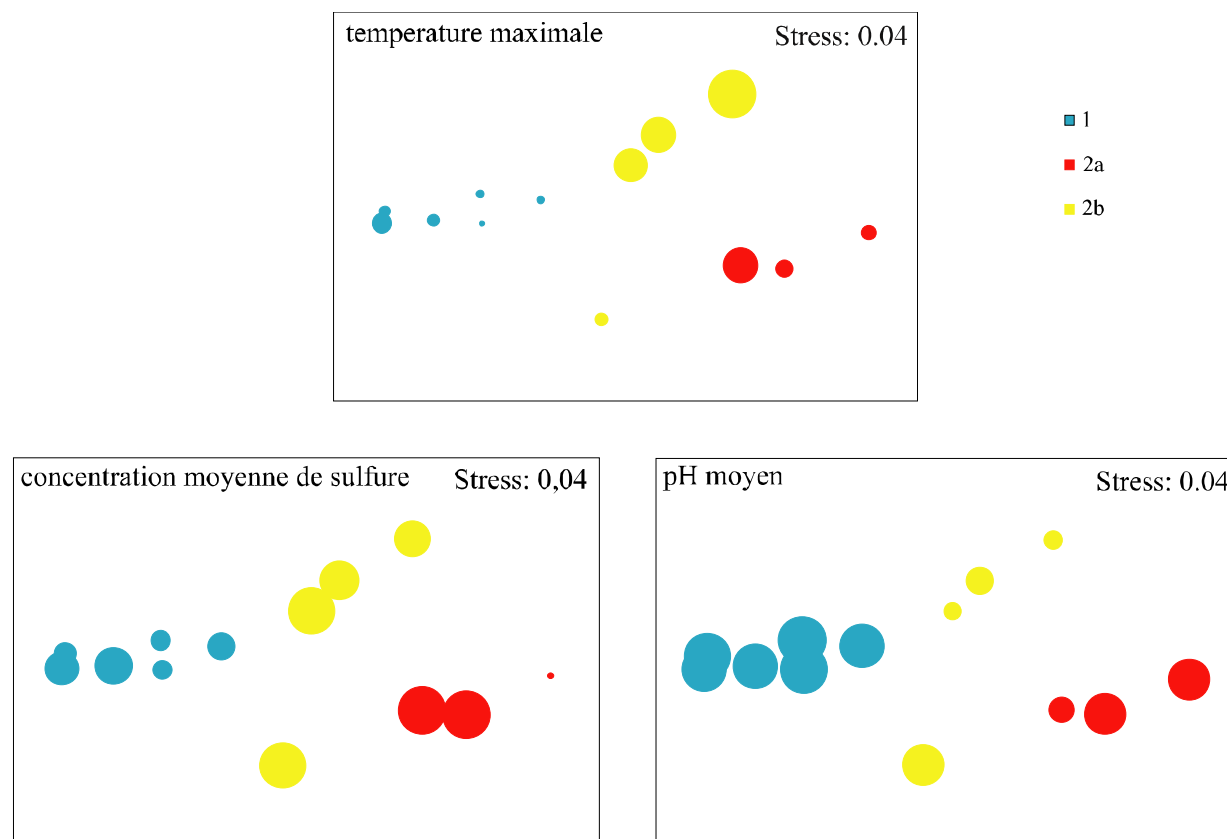 temperature maximale
Stress: 0.04
1
2a
2b
concentration moyenne de sulfure
Stress: 0,04
pH moyen
Stress: 0.04